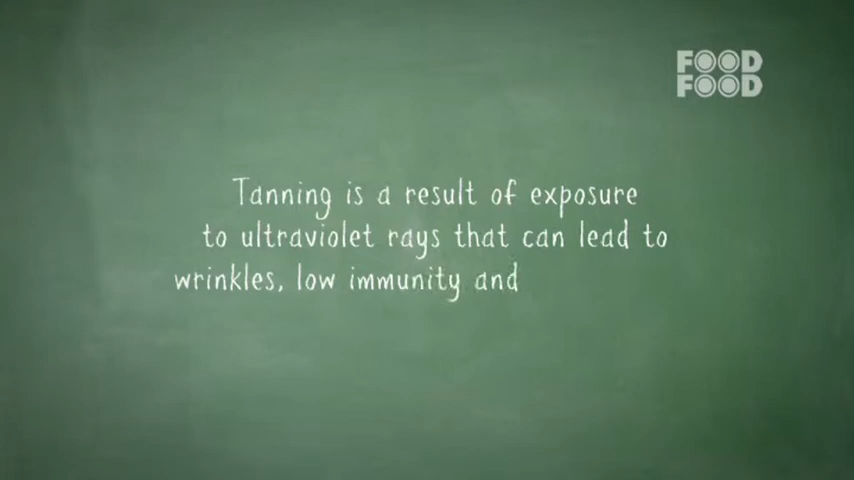 FOOD
FOOD
Tanning is a result of exposure
to ultraviolet rays that can lead to
wrinkles, low immunity and